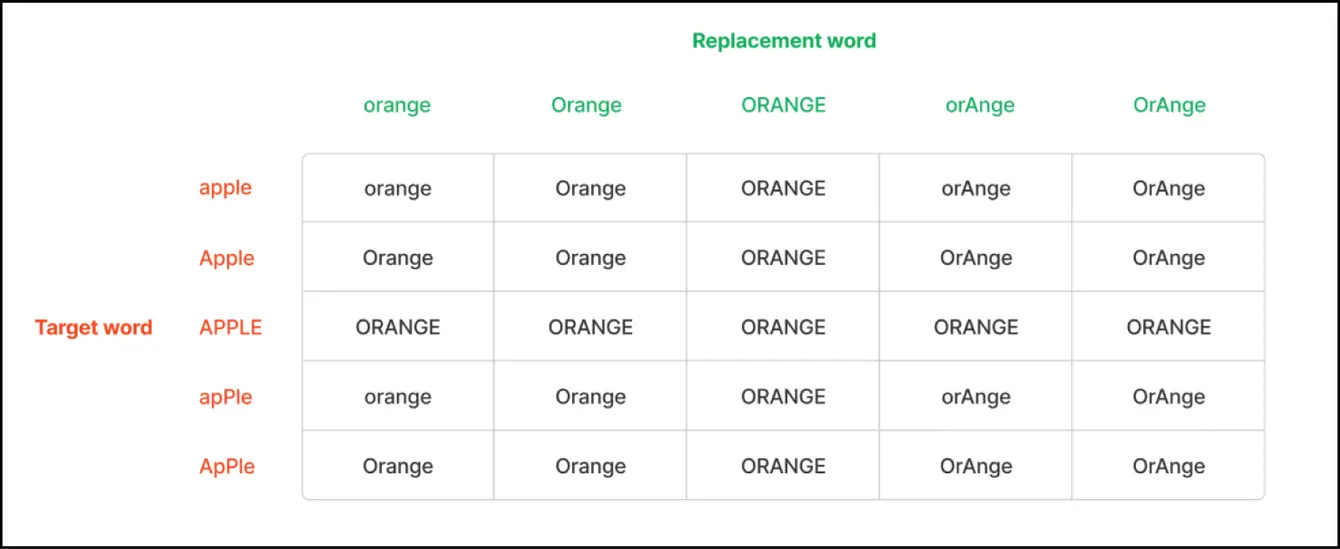 Replacement word
orange Orange ORANGE orAnge OrAnge
apple orange Orange ORANGE orAnge OrAnge
Apple Orange Orange ORANGE OrAnge OrAnge
Target word APPLE ORANGE ORANGE ORANGE ORANGE ORANGE
apPle orange Orange ORANGE orAnge OrAnge
ApPle Orange Orange ORANGE OrAnge OrAnge